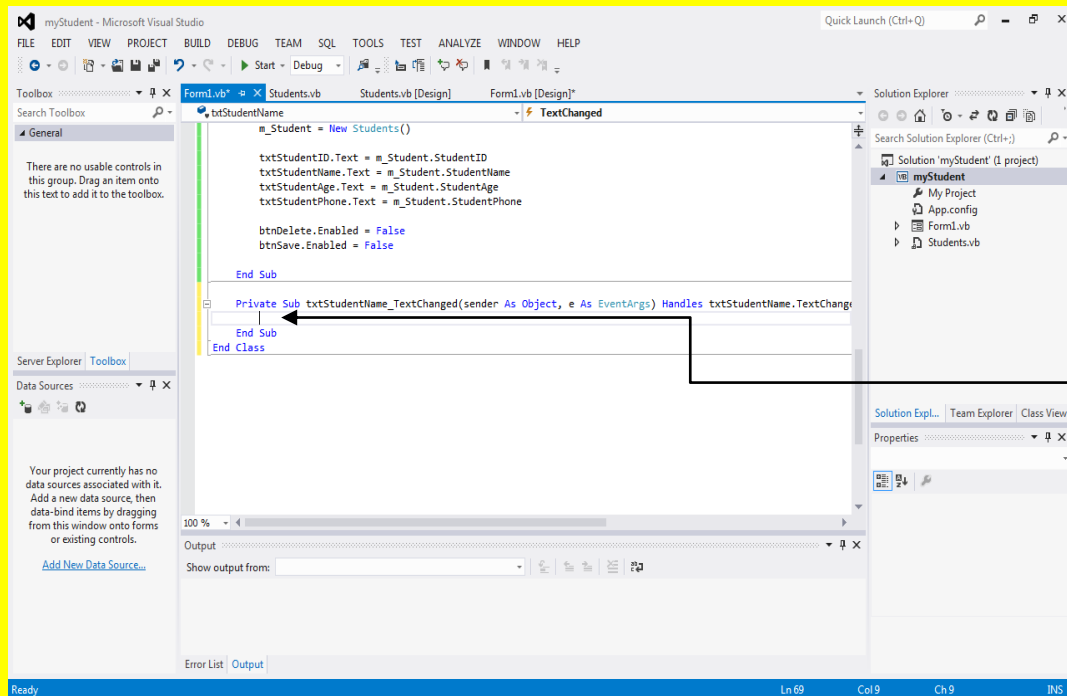 myStudent - Microsoft Visual Studio
Quick Launch (Ctrl+Q)
FILE EDIT VIEW PROJECT BUILD DEBUG TEAM SQL TOOLS TEST ANALYZE WINDOW HELP
Start Debug
Toolbox
Search Toolbox
General
There are no usable controls in
this group. Drag an item onto
this text to add it to the toolbox.
Server Explorer Toolbox
Data Sources
Your project currently has no
data sources associated with it.
Add a new data source, then
data-bind items by dragging
from this window onto forms
or existing controls.
Add New Data Source...
Form1.vb* Students.vb Students.vb [Design] Form1.vb [Design]*
txtStudentName TextChanged
m_Student = New Students()
txtStudentID.Text = m_Student.StudentID
txtStudentName.Text = m_Student.StudentName
txtStudentAge.Text = m_Student.StudentAge
txtStudentPhone.Text = m_Student.StudentPhone
btnDelete.Enabled = False
btnSave.Enabled = False
End Sub
Private Sub txtStudentName_TextChanged(sender As Object, e As EventArgs) Handles txtStudentName.TextChange
End Sub
End Class
100 %
Output
Show output from:
Error List Output
Solution Explorer
Search Solution Explorer (Ctrl+;)
Solution 'myStudent' (1 project)
VB myStudent
My Project
App.config
Form1.vb
Students.vb
Solution Expl... Team Explorer Class View
Properties
Ready Ln 69 Col 9 Ch 9 INS